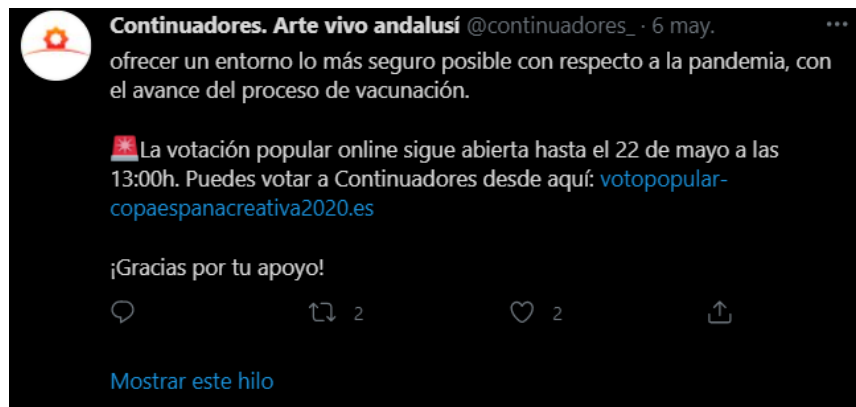 Continuadores. Arte vivo andalusí @continuadores_ · 6 may.
ofrecer un entorno lo más seguro posible con respecto a la pandemia, con
el avance del proceso de vacunación.
🚨La votación popular online sigue abierta hasta el 22 de mayo a las
13:00h. Puedes votar a Continuadores desde aquí: votopopular-
copaespanacreativa2020.es
¡Gracias por tu apoyo!
2 2
Mostrar este hilo